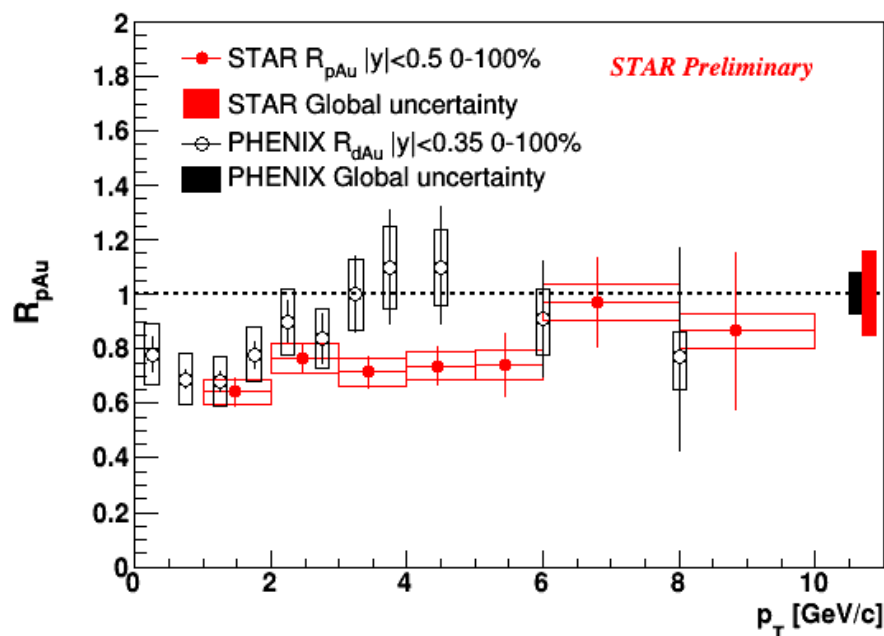 2
1.8
1.6
1.4
1.2
1
0.8
0.6
0.4
0.2
0
R_pAu
STAR R_pAu |y|<0.5 0-100%
STAR Global uncertainty
PHENIX R_dAu |y|<0.35 0-100%
PHENIX Global uncertainty
STAR Preliminary
0 2 4 6 8 10
p_T [GeV/c]